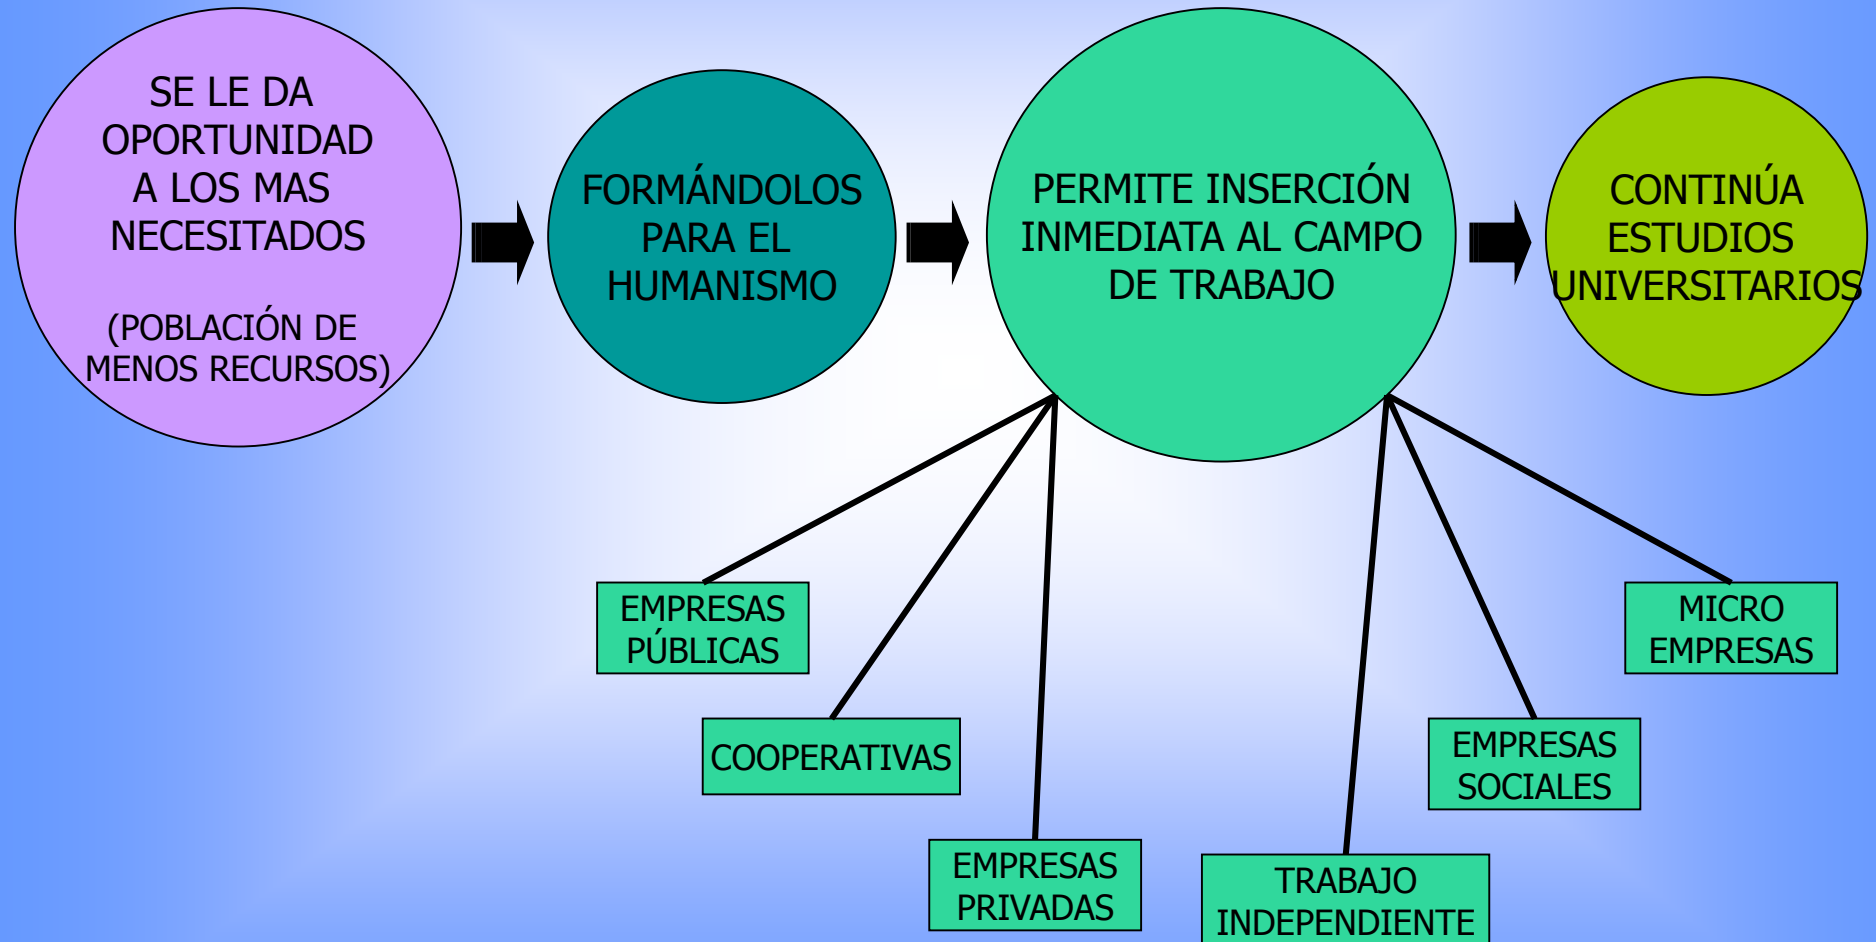 SE LE DA
OPORTUNIDAD
A LOS MAS
NECESITADOS
(POBLACIÓN DE
MENOS RECURSOS)
FORMÁNDOLOS
PARA EL
HUMANISMO
PERMITE INSERCIÓN
INMEDIATA AL CAMPO
DE TRABAJO
CONTINÚA
ESTUDIOS
UNIVERSITARIOS
EMPRESAS
PÚBLICAS
COOPERATIVAS
EMPRESAS
PRIVADAS
TRABAJO
INDEPENDIENTE
EMPRESAS
SOCIALES
MICRO
EMPRESAS